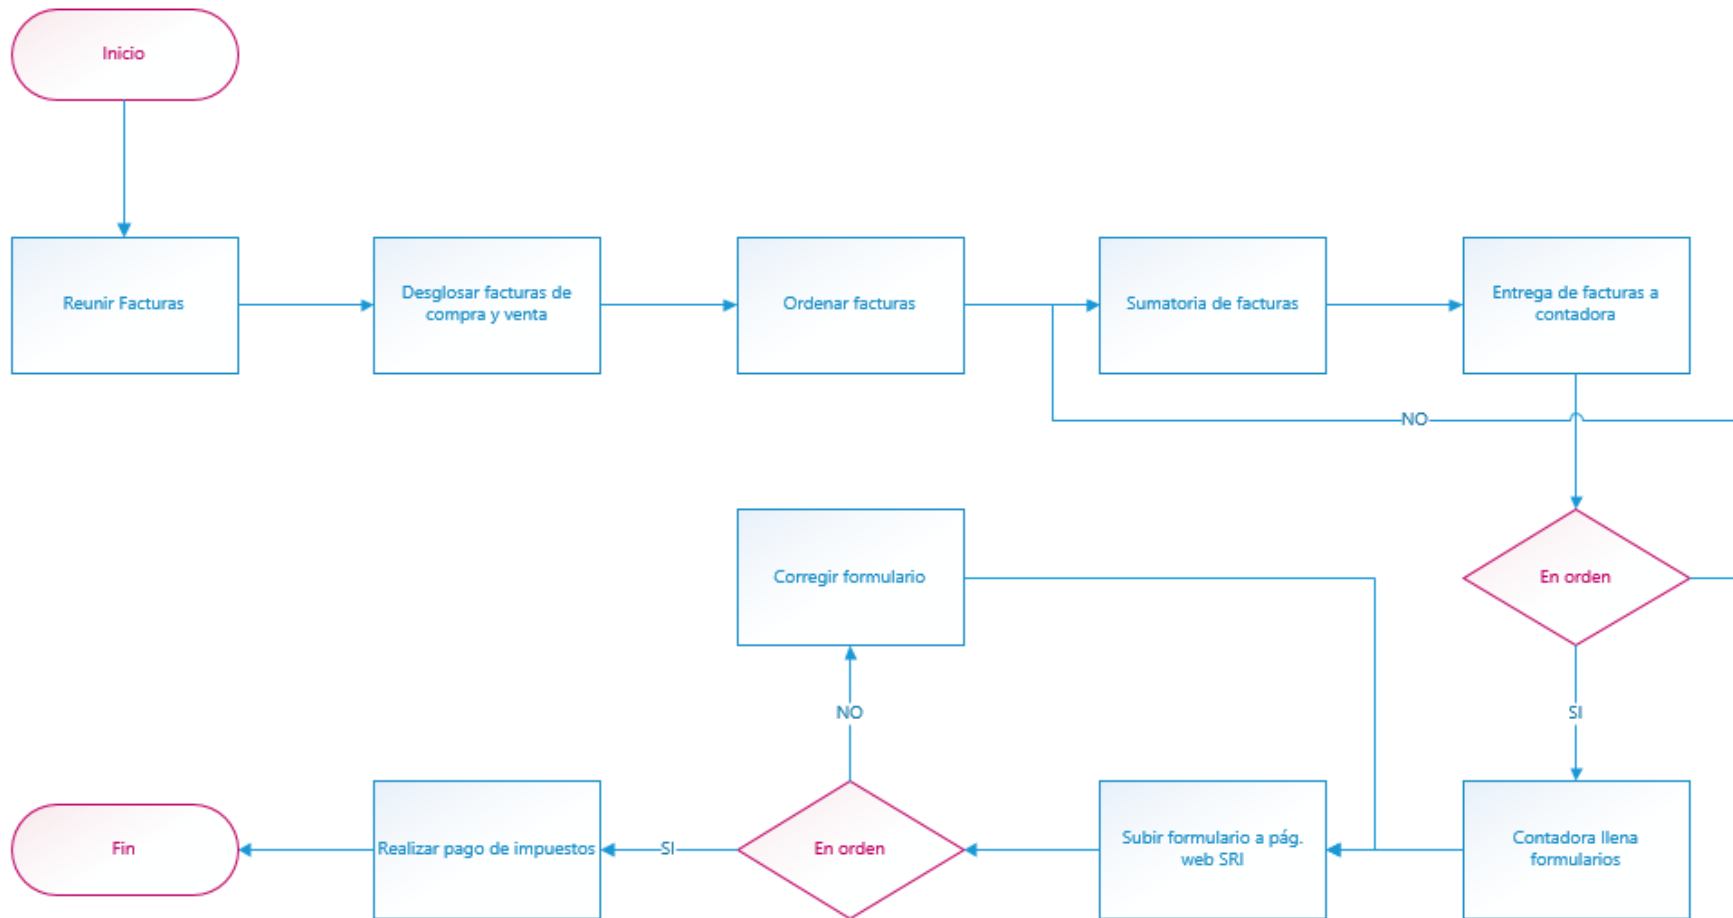 Inicio
Reunir Facturas
Desglosar facturas de
compra y venta
Ordenar facturas
Sumatoria de facturas
Entrega de facturas a
contadora
NO
Corregir formulario
En orden
NO
SI
Fin
Realizar pago de impuestos
SI
En orden
Subir formulario a pág.
web SRI
Contadora llena
formularios